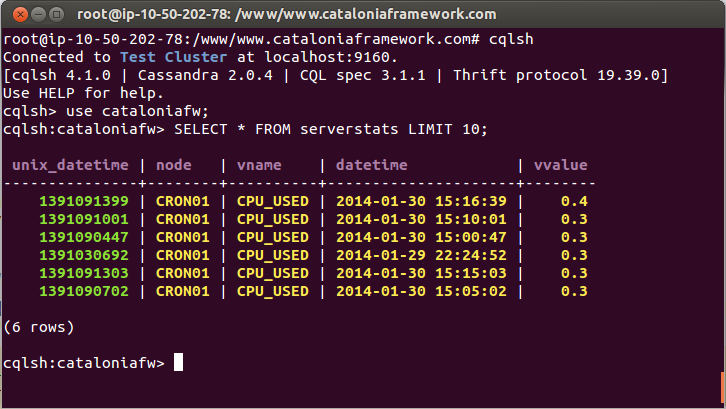 root@ip-10-50-202-78: /www/www.cataloniaframework.com
root@ip-10-50-202-78:/www/www.cataloniaframework.com# cqlsh
Connected to Test Cluster at localhost:9160.
[cqlsh 4.1.0 | Cassandra 2.0.4 | CQL spec 3.1.1 | Thrift protocol 19.39.0]
Use HELP for help.
cqlsh> use cataloniafw;
cqlsh:cataloniafw> SELECT * FROM serverstats LIMIT 10;
 unix_datetime | node   | vname    | datetime            | vvalue
---------------+--------+----------+---------------------+--------
    1391091399 | CRON01 | CPU_USED | 2014-01-30 15:16:39 |    0.4
    1391091001 | CRON01 | CPU_USED | 2014-01-30 15:10:01 |    0.3
    1391090447 | CRON01 | CPU_USED | 2014-01-30 15:00:47 |    0.3
    1391030692 | CRON01 | CPU_USED | 2014-01-29 22:24:52 |    0.3
    1391091303 | CRON01 | CPU_USED | 2014-01-30 15:15:03 |    0.3
    1391090702 | CRON01 | CPU_USED | 2014-01-30 15:05:02 |    0.3
(6 rows)
cqlsh:cataloniafw>